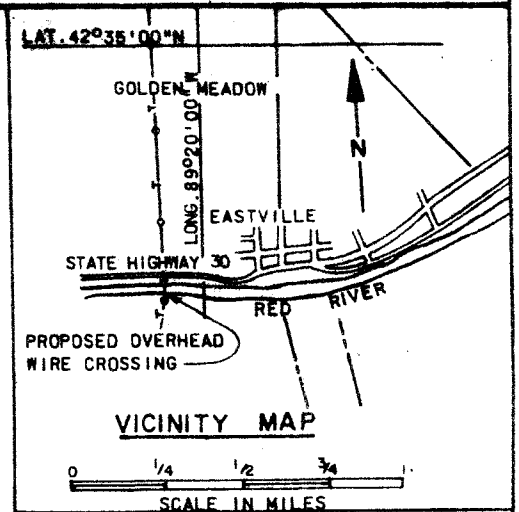 LAT. 42°35'00"N
GOLDEN MEADOW
LONG. 89°20'00"W
N
EASTVILLE
STATE HIGHWAY 30
RED RIVER
PROPOSED OVERHEAD
WIRE CROSSING
VICINITY MAP
0 1/4 1/2 3/4 1
SCALE IN MILES